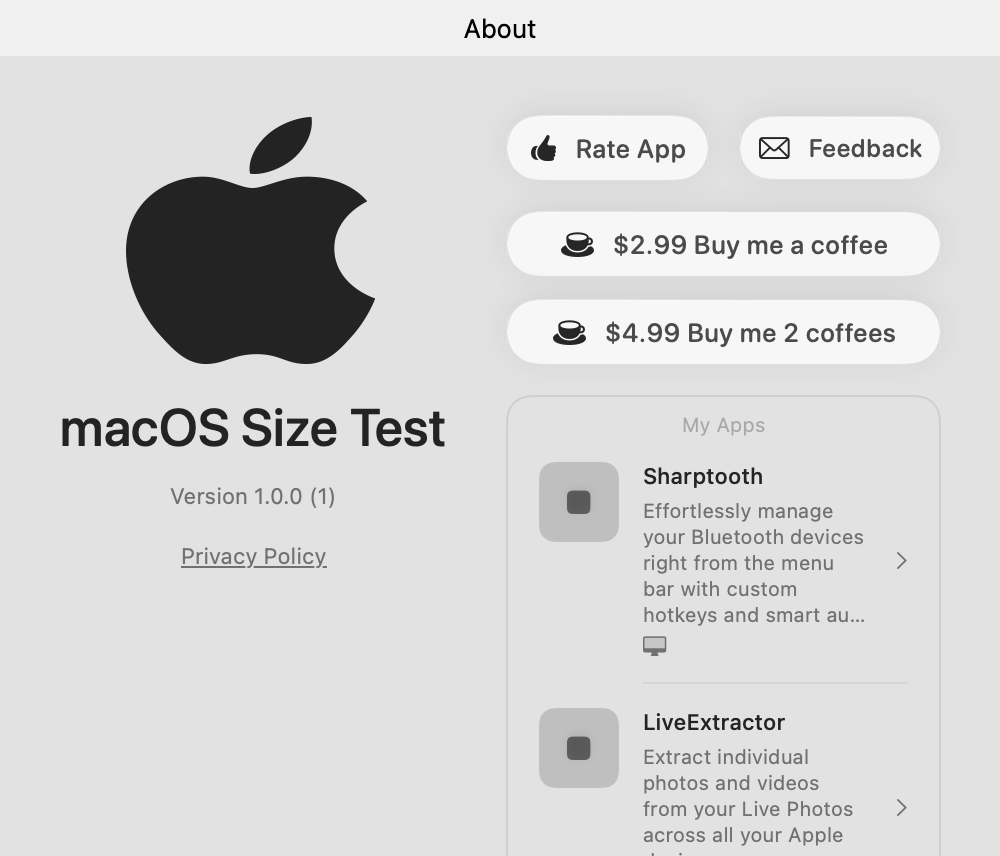 About
macOS Size Test
Version 1.0.0 (1)
Privacy Policy
Rate App
Feedback
$2.99 Buy me a coffee
$4.99 Buy me 2 coffees
My Apps
Sharptooth
Effortlessly manage
your Bluetooth devices
right from the menu
bar with custom
hotkeys and smart au...
LiveExtractor
Extract individual
photos and videos
from your Live Photos
across all your Apple